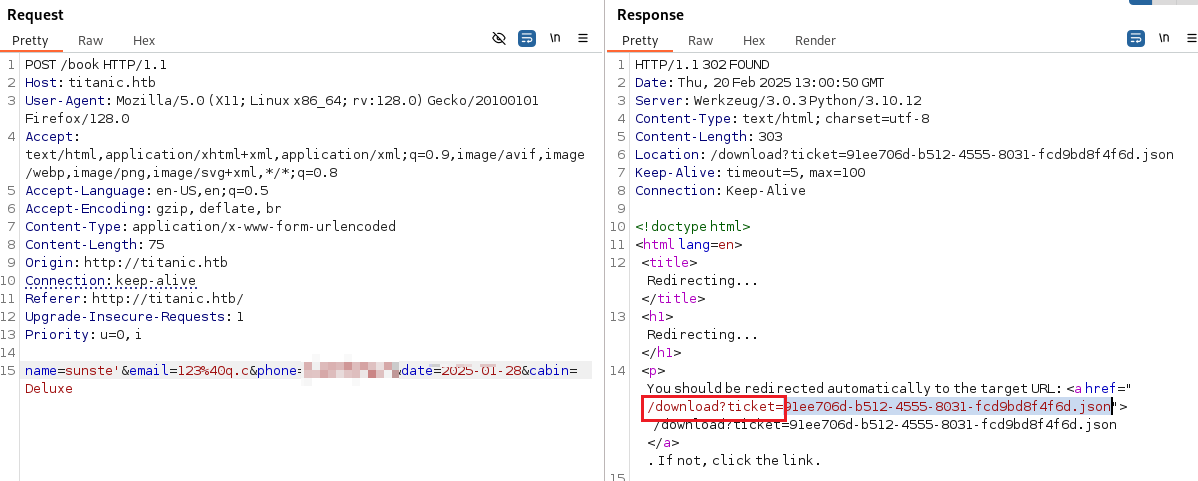 Request
Pretty Raw Hex
\n
1 POST /book HTTP/1.1
2 Host: titanic.htb
3 User-Agent: Mozilla/5.0 (X11; Linux x86_64; rv:128.0) Gecko/20100101
Firefox/128.0
4 Accept:
text/html,application/xhtml+xml,application/xml;q=0.9,image/avif,image
/webp,image/png,image/svg+xml,*/*;q=0.8
5 Accept-Language: en-US,en;q=0.5
6 Accept-Encoding: gzip, deflate, br
7 Content-Type: application/x-www-form-urlencoded
8 Content-Length: 75
9 Origin: http://titanic.htb
10 Connection: keep-alive
11 Referer: http://titanic.htb/
12 Upgrade-Insecure-Requests: 1
13 Priority: u=0, i
14
15 name=sunste'&email=123%40q.c&phone= &date=2025-01-28&cabin=
Deluxe
Response
Pretty Raw Hex Render
\n
1 HTTP/1.1 302 FOUND
2 Date: Thu, 20 Feb 2025 13:00:50 GMT
3 Server: Werkzeug/3.0.3 Python/3.10.12
4 Content-Type: text/html; charset=utf-8
5 Content-Length: 303
6 Location: /download?ticket=91ee706d-b512-4555-8031-fcd9bd8f4f6d.json
7 Keep-Alive: timeout=5, max=100
8 Connection: Keep-Alive
9
10 <!doctype html>
11 <html lang=en>
12 <title>
Redirecting...
</title>
13 <h1>
Redirecting...
</h1>
14 <p>
You should be redirected automatically to the target URL: <a href="
/download?ticket=91ee706d-b512-4555-8031-fcd9bd8f4f6d.json">
/download?ticket=91ee706d-b512-4555-8031-fcd9bd8f4f6d.json
</a>
. If not, click the link.
15